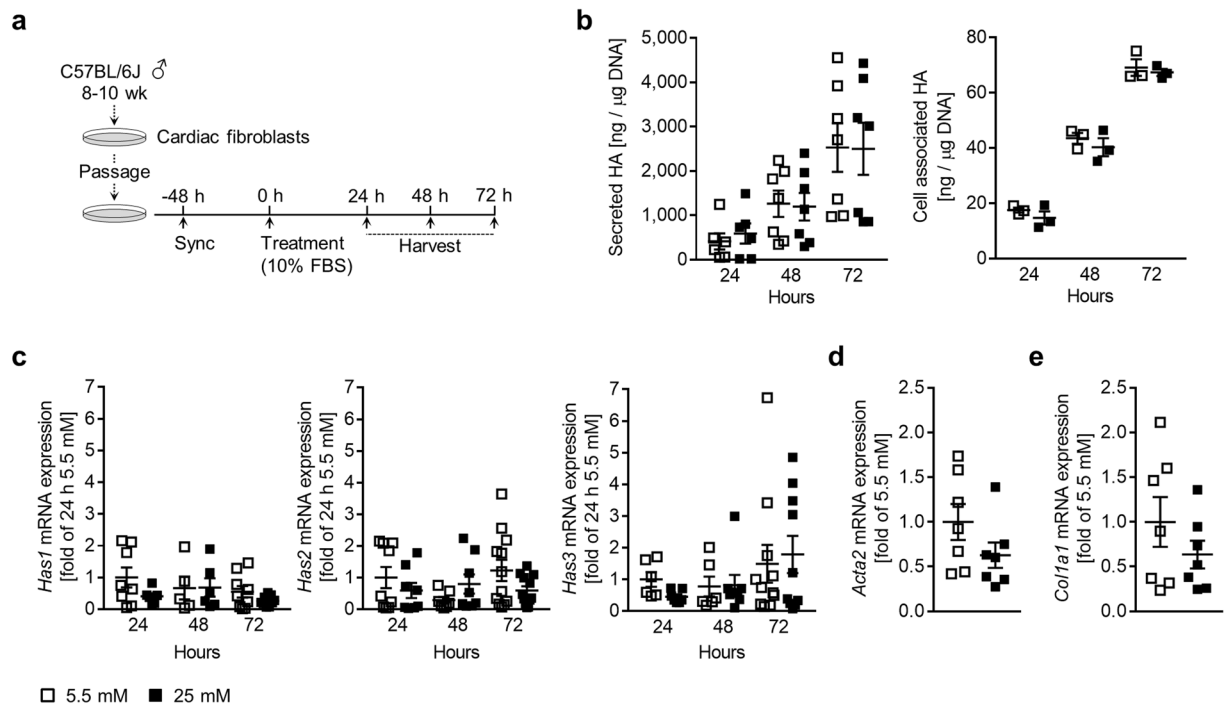 a
C57BL/6J ♂
8-10 wk
Cardiac fibroblasts
Passage
-48 h
0 h
24 h
48 h
72 h
Sync
Treatment
(10% FBS)
Harvest
b
Secreted HA [ng / µg DNA]
5,000
4,000
3,000
2,000
1,000
0
24
48
72
Hours
Cell associated HA
[ng / µg DNA]
80
60
40
20
0
24
48
72
Hours
c
Has1 mRNA expression
[fold of 24 h 5.5 mM]
7
6
5
4
3
2
1
0
24
48
72
Hours
Has2 mRNA expression
[fold of 24 h 5.5 mM]
7
6
5
4
3
2
1
0
24
48
72
Hours
Has3 mRNA expression
[fold of 24 h 5.5 mM]
7
6
5
4
3
2
1
0
24
48
72
Hours
d
Acta2 mRNA expression
[fold of 5.5 mM]
2.5
2.0
1.5
1.0
0.5
0.0
e
Col1a1 mRNA expression
[fold of 5.5 mM]
2.5
2.0
1.5
1.0
0.5
0.0
5.5 mM
25 mM